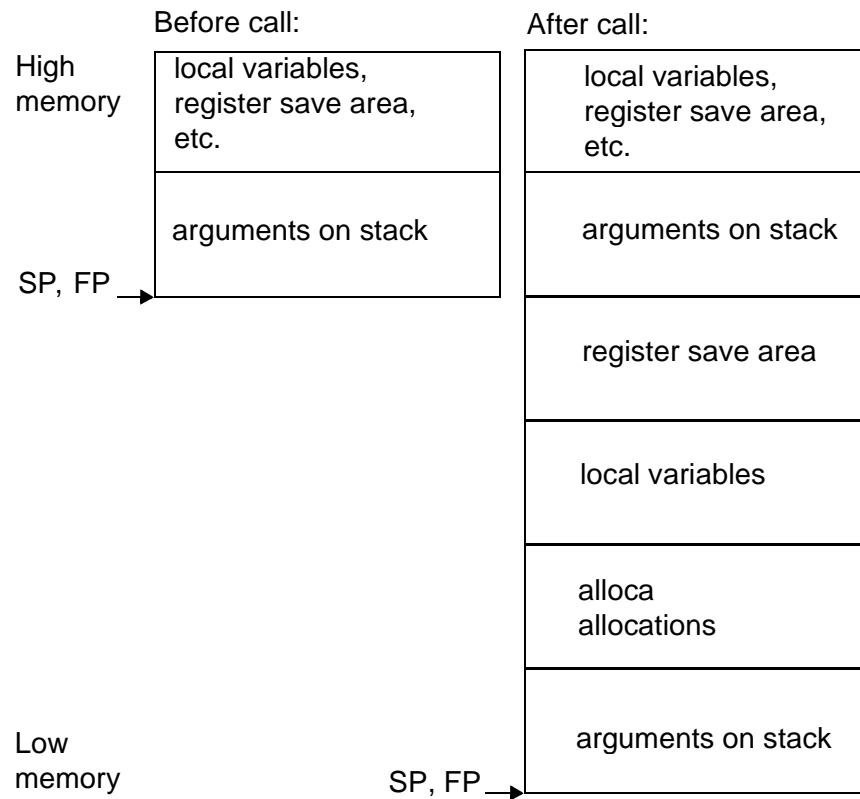 Before call:
After call:
High
memory
local variables,
register save area,
etc.
local variables,
register save area,
etc.
arguments on stack
arguments on stack
SP, FP
register save area
local variables
alloca
allocations
arguments on stack
Low
memory
SP, FP